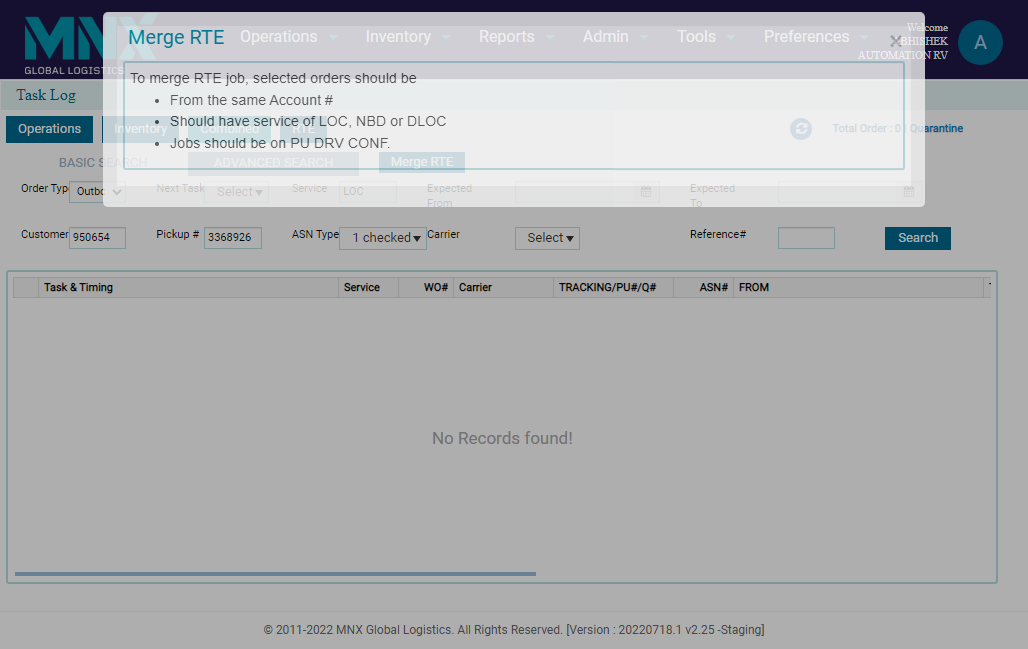 MNX
GLOBAL LOGISTICS
Merge RTE
Operations
Inventory
Reports
Admin
Tools
Preferences
×
Welcome
BHISHEK
AUTOMATION RV
A
To merge RTE job, selected orders should be
• From the same Account #
• Should have service of LOC, NBD or DLOC
• Jobs should be on PU DRV CONF.
Task Log
Operations
Inventory
Combined
RTE
Total Order : 0 |
Quarantine
BASIC SEARCH
ADVANCED SEARCH
Merge RTE
Order Type
Outbo
Next Task
Select
Service
LOC
Expected
From
Expected
To
Customer
950654
Pickup #
3368926
ASN Type
1 checked
Carrier
Select
Reference#
Search
Task & Timing
Service
WO#
Carrier
TRACKING/PU#/Q#
ASN#
FROM
No Records found!
© 2011-2022 MNX Global Logistics. All Rights Reserved. [Version : 20220718.1 v2.25 -Staging]